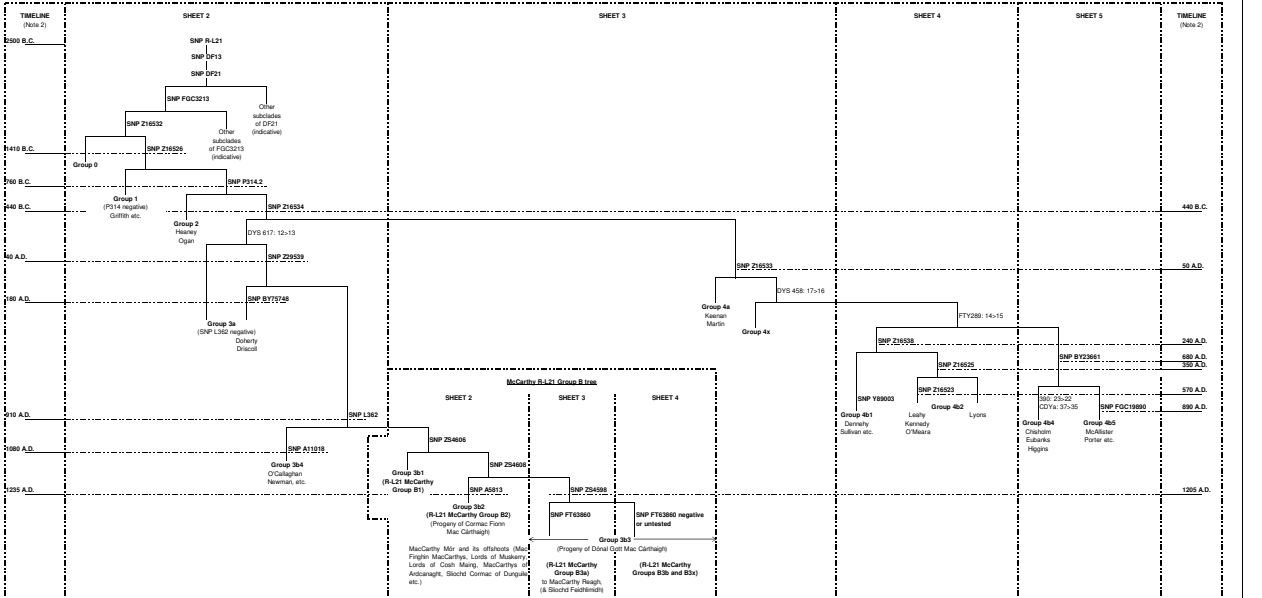 TIMELINE
(Note 2)
SHEET 2
SHEET 3
SHEET 4
SHEET 5
TIMELINE
(Note 2)
2500 B.C.
SNP R-L21
SNP DF13
SNP DF21
SNP FGC3213
Other
subclades
of DF21
(indicative)
SNP Z16532
Other
subclades
of FGC3213
(indicative)
1410 B.C.
SNP Z16526
Group 0
760 B.C.
SNP P314.2
Group 1
(P314 negative)
Griffith etc.
440 B.C.
SNP Z16534
440 B.C.
Group 2
Heaney
Ogan
DYS 617: 12>13
40 A.D.
SNP Z29539
SNP Z16533
50 A.D.
180 A.D.
SNP BY75748
DYS 458: 17>16
Group 4a
Keenan
Martin
Group 4x
FTY289: 14>15
Group 3a
(SNP L362 negative)
Doherty
Driscoll
SNP Z16538
240 A.D.
SNP BY23661
680 A.D.
SNP Z16525
350 A.D.
McCarthy R-L21 Group B tree
SHEET 2
SHEET 3
SHEET 4
SNP Z16523
570 A.D.
SNP Y89003
390: 23>22
CDYa: 37>35
SNP FGC19890
890 A.D.
Group 4b1
Dennehy
Sullivan etc.
Group 4b2
Leahy
Kennedy
O'Meara
Lyons
Group 4b4
Chisholm
Eubanks
Higgins
Group 4b5
McAllister
Porter etc.
910 A.D.
SNP L362
SNP ZS4606
1080 A.D.
SNP A11018
Group 3b4
O'Callaghan
Newman, etc.
SNP ZS4608
Group 3b1
(R-L21 McCarthy
Group B1)
1235 A.D.
SNP A5813
SNP ZS4598
1205 A.D.
Group 3b2
(R-L21 McCarthy Group B2)
(Progeny of Cormac Fionn
Mac Cárthaigh)
SNP FT63860
SNP FT63860 negative
or untested
Group 3b3
(Progeny of Dónal Gott Mac Cárthaigh)
MacCarthy Mór and its offshoots (Mac
Finghin MacCarthys, Lords of Muskerry,
Lords of Cosh Maing, MacCarthys of
Ardcanaght, Sliochd Cormac of Dunguile
etc.)
(R-L21 McCarthy
Group B3a)
to MacCarthy Reagh,
(& Sliochd Feidhlimidh)
(R-L21 McCarthy
Groups B3b and B3x)